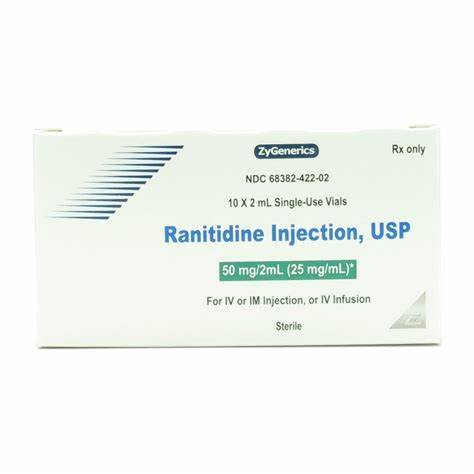 ZyGenerics
Rx only
NDC 68382-422-02
10 X 2 mL Single-Use Vials
Ranitidine Injection, USP
50 mg/2mL (25 mg/mL)*
For IV or IM Injection, or IV Infusion
Sterile